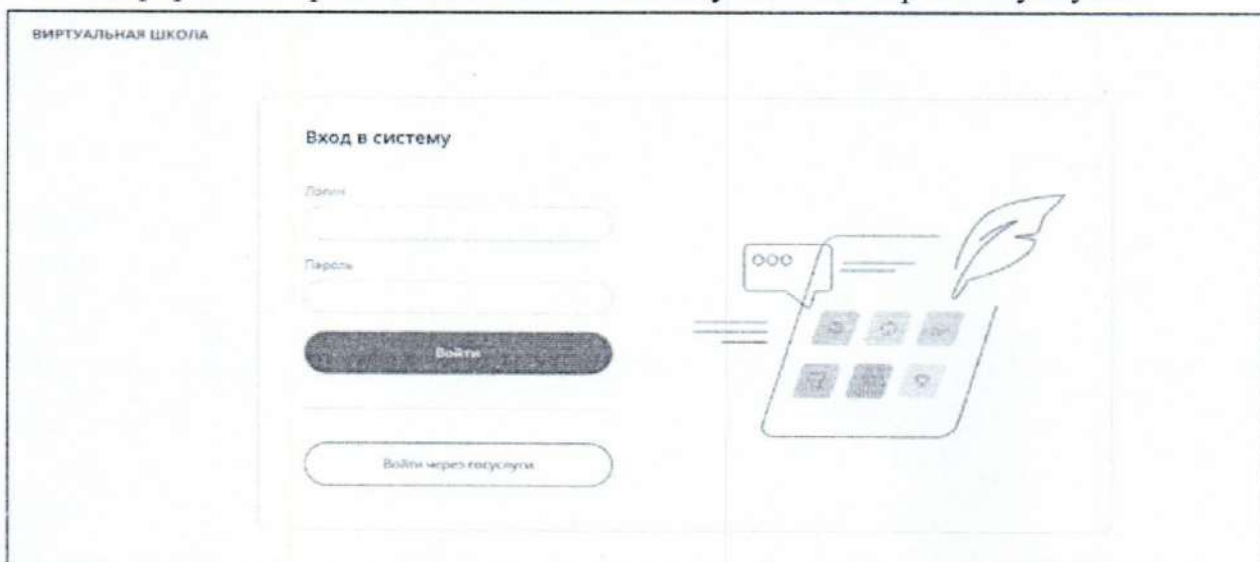 ВИРТУАЛЬНАЯ ШКОЛА
Вход в систему
Логин
Пароль
Войти
Войти через госуслуги